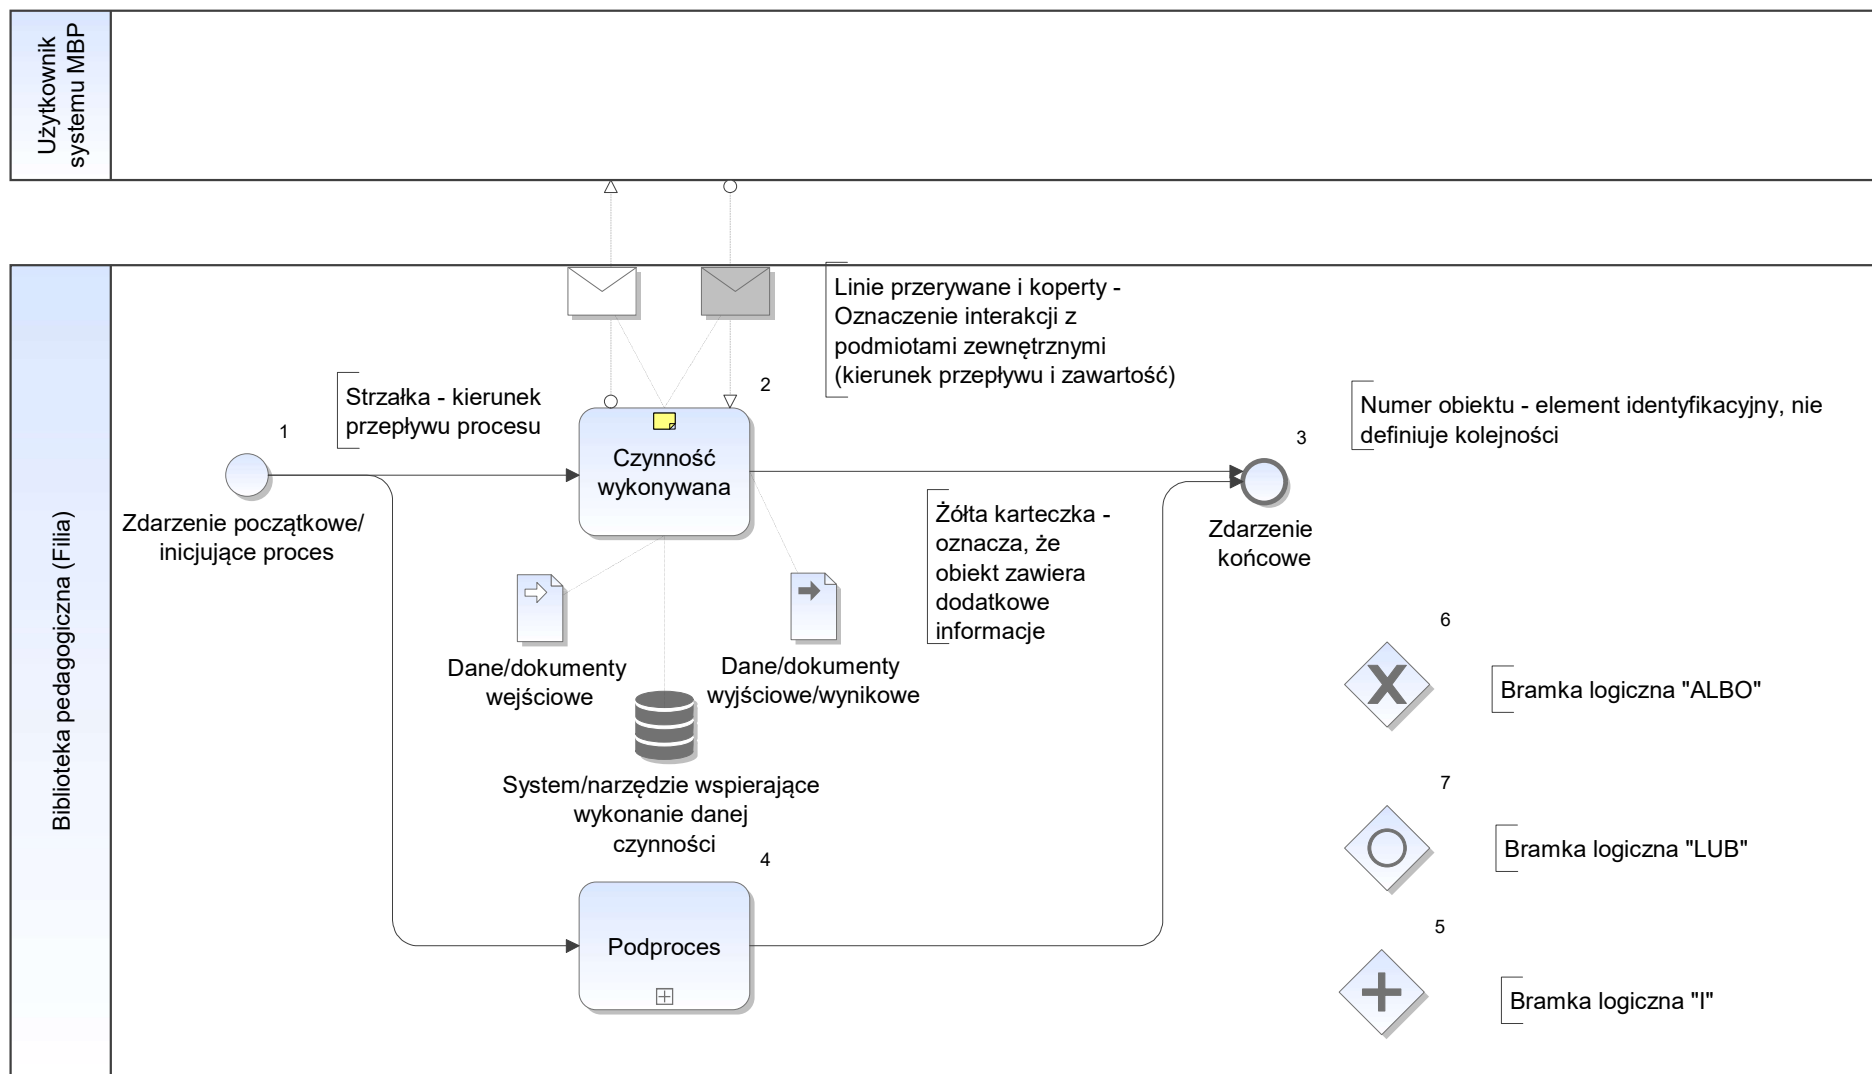 Użytkownik
systemu MBP
Biblioteka pedagogiczna (Filia)
Linie przerywane i koperty -
Oznaczenie interakcji z
podmiotami zewnętrznymi
(kierunek przepływu i zawartość)
Strzałka - kierunek
przepływu procesu
2
Numer obiektu - element identyfikacyjny, nie
definiuje kolejności
1
3
Czynność
wykonywana
Zdarzenie początkowe/
inicjujące proces
Żółta karteczka -
oznacza, że
obiekt zawiera
dodatkowe
informacje
Zdarzenie
końcowe
Dane/dokumenty
wejściowe
Dane/dokumenty
wyjściowe/wynikowe
6
X
Bramka logiczna "ALBO"
System/narzędzie wspierające
wykonanie danej
czynności
7
Bramka logiczna "LUB"
4
Podproces
5
Bramka logiczna "I"